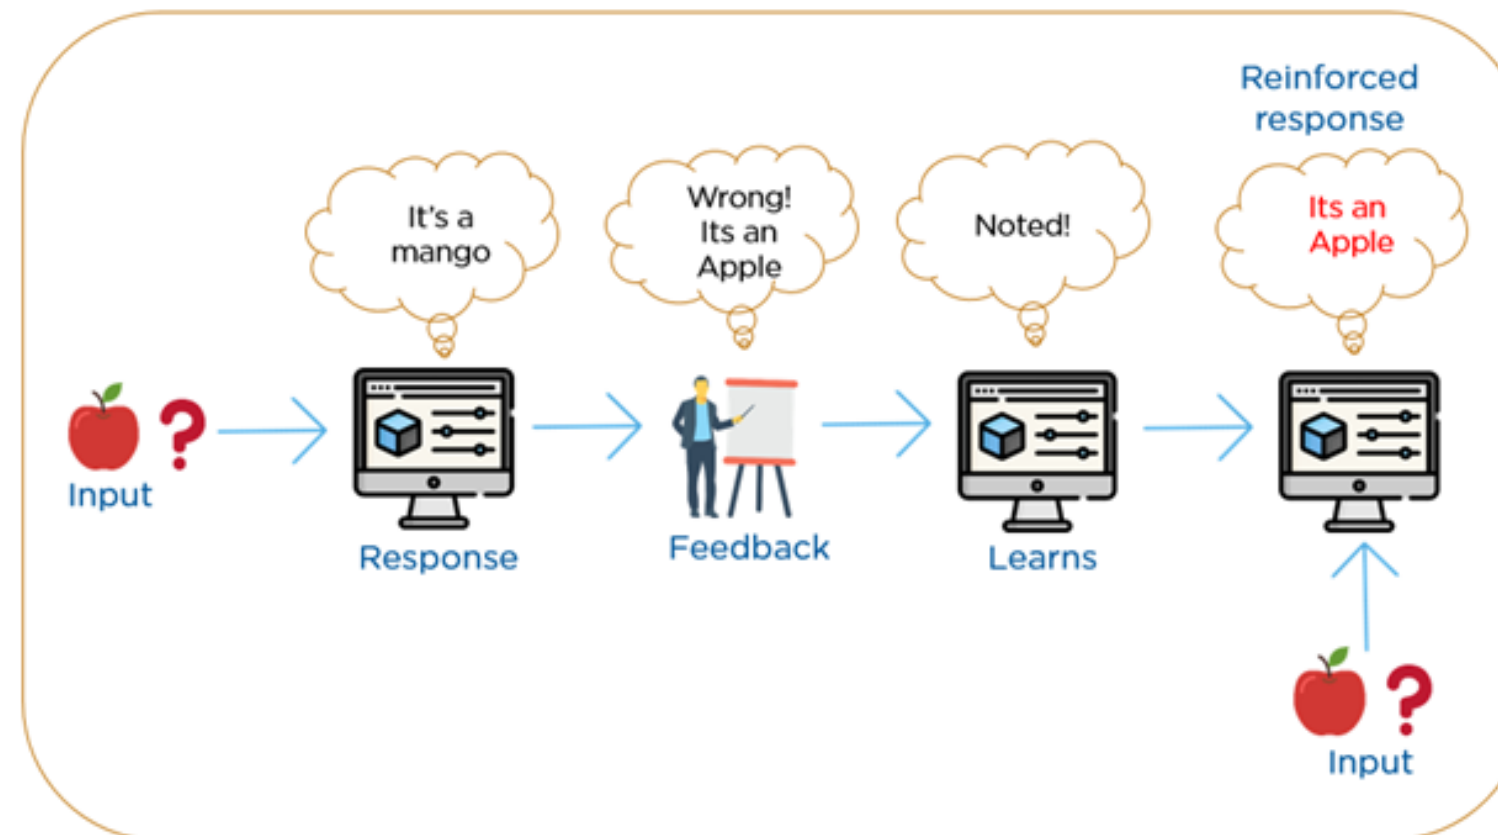 Reinforced
response
It's a
mango
Wrong!
Its an
Apple
Noted!
Its an
Apple
Input
Response
Feedback
Learns
Input